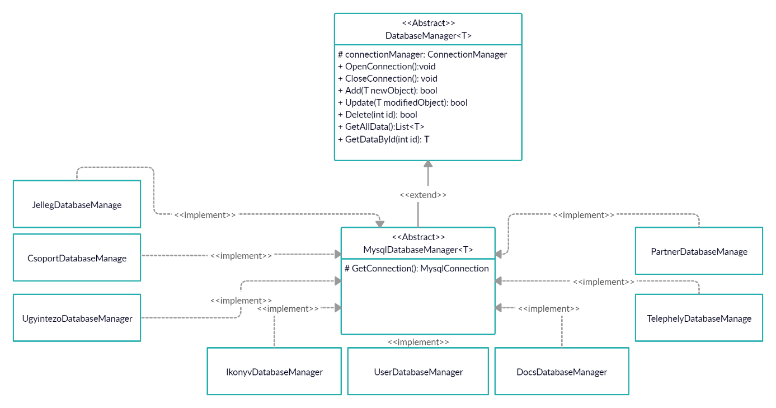 <<Abstract>>
DatabaseManager<T>
# connectionManager: ConnectionManager
+ OpenConnection():void
+ CloseConnection(): void
+ Add(T newObject): bool
+ Update(T modifiedObject): bool
+ Delete(int id): bool
+ GetAllData():List<T>
+ GetDataById(int id): T
<<extend>>
JellegDatabaseManage
<<implement>>
<<implement>>
<<Abstract>>
MysqlDatabaseManager<T>
# GetConnection(): MysqlConnection
CsoportDatabaseManage
<<implement>>
PartnerDatabaseManage
<<implement>>
UgyintezoDatabaseManager
<<implement>>
<<implement>>
<<implement>>
TelephelyDatabaseManage
<<implement>>
IkonyvDatabaseManager
UserDatabaseManager
DocsDatabaseManager